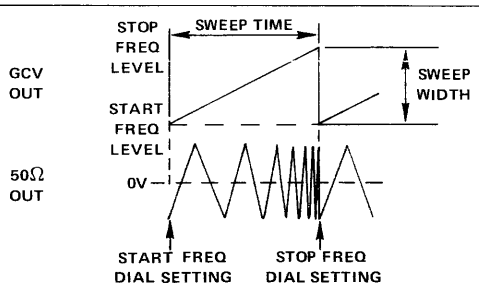 STOP
FREQ
LEVEL
SWEEP TIME
GCV
OUT
SWEEP
WIDTH
START
FREQ
LEVEL
50Ω
OUT
0V
START FREQ
DIAL SETTING
STOP FREQ
DIAL SETTING